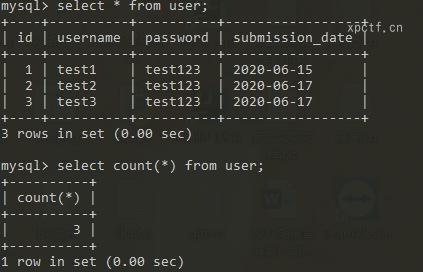 mysql> select * from user;
xpctf.cn
+----+----------+----------+-----------------+
| id | username | password | submission_date |
+----+----------+----------+-----------------+
| 1 | test1 | test123 | 2020-06-15 |
| 2 | test2 | test123 | 2020-06-17 |
| 3 | test3 | test123 | 2020-06-17 |
+----+----------+----------+-----------------+
3 rows in set (0.00 sec)
mysql> select count(*) from user;
+----------+
| count(*) |
+----------+
| 3 |
+----------+
1 row in set (0.00 sec)